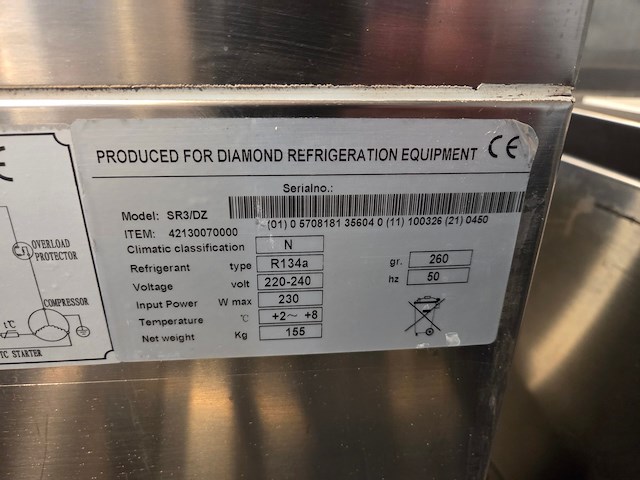 PRODUCED FOR DIAMOND REFRIGERATION EQUIPMENT CE
Serialno.:
(01) 0 5708181 35604 0 (11) 100326 (21) 0450
Model: SR3/DZ
ITEM: 42130070000
Climatic classification N
Refrigerant type R134a gr. 260
Voltage volt 220-240 hz 50
Input Power W max 230
Temperature °C +2~ +8
Net weight Kg 155
OVERLOAD
PROTECTOR
COMPRESSOR
t℃
TC STARTER